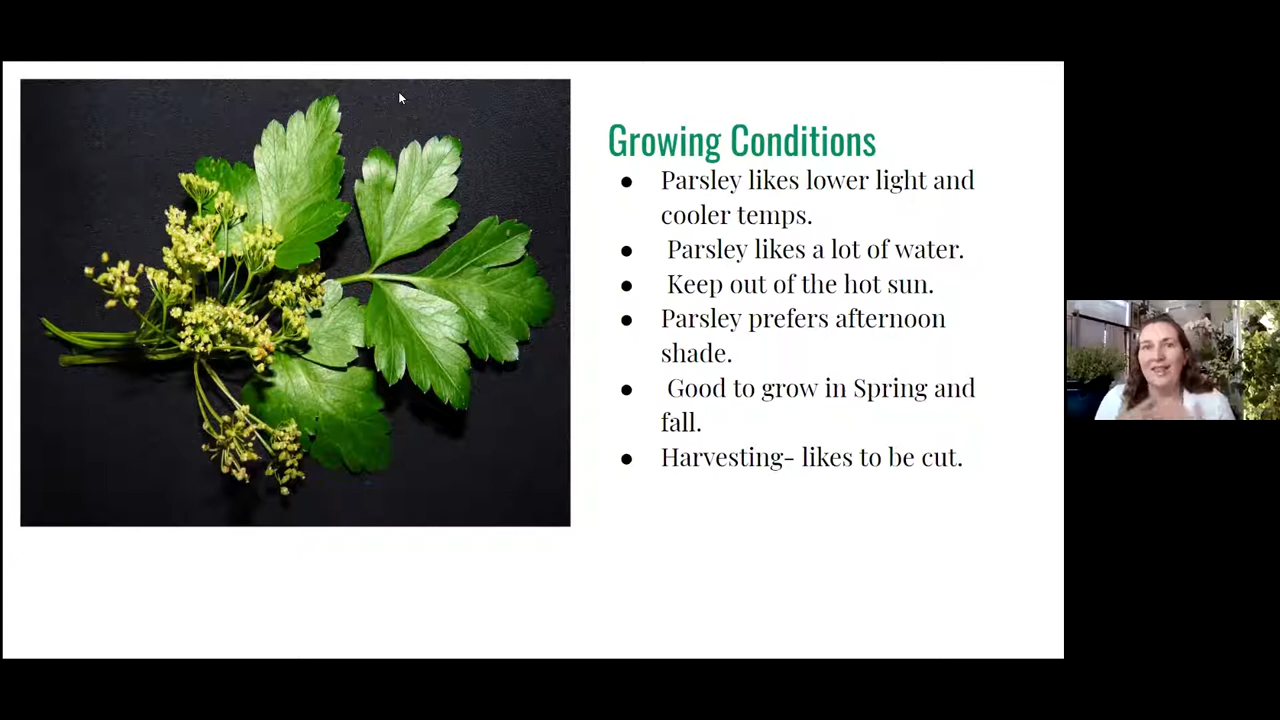 Growing Conditions
● Parsley likes lower light and
cooler temps.
● Parsley likes a lot of water.
● Keep out of the hot sun.
● Parsley prefers afternoon
shade.
● Good to grow in Spring and
fall.
● Harvesting- likes to be cut.